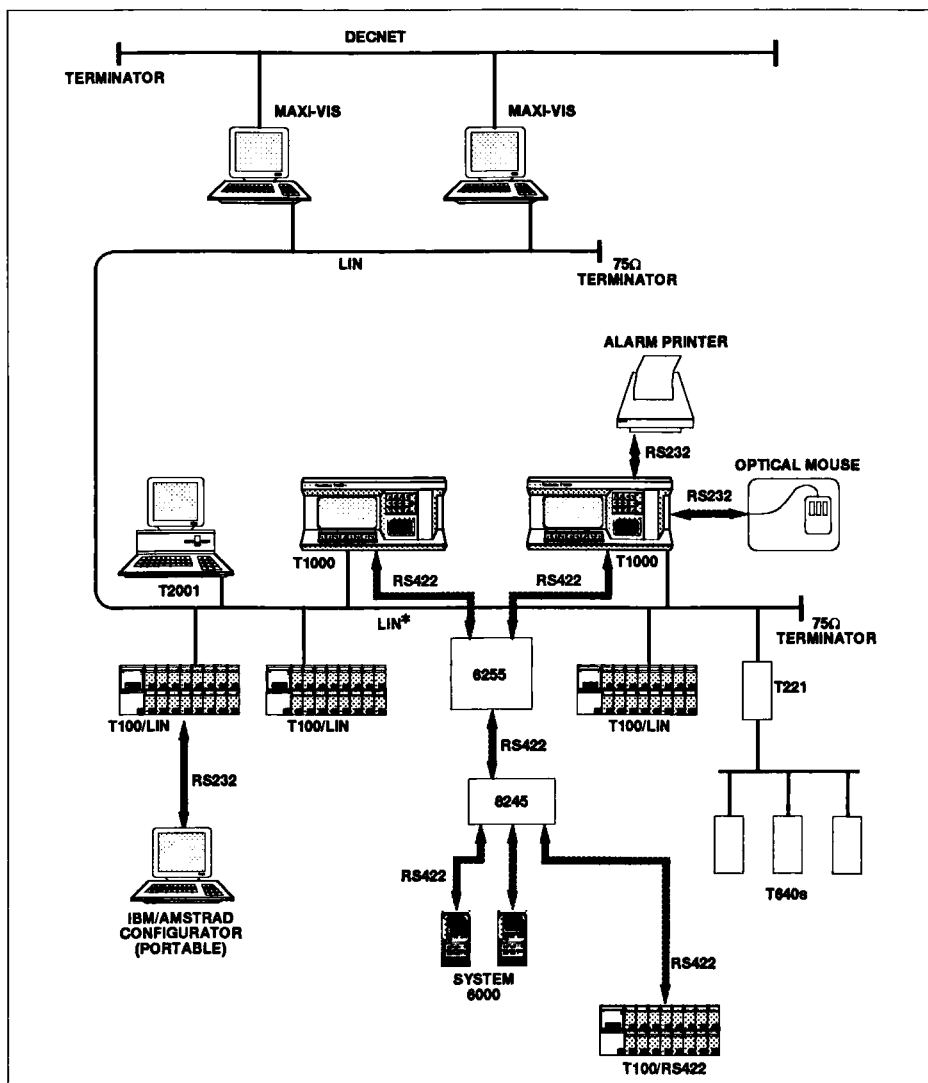 DECNET
TERMINATOR
MAXI-VIS
MAXI-VIS
LIN
75Ω
TERMINATOR
ALARM PRINTER
RS232
OPTICAL MOUSE
RS232
T2001
T1000
T1000
RS422
RS422
LIN*
75Ω
TERMINATOR
6255
T221
T100/LIN
T100/LIN
T100/LIN
RS422
RS232
8245
RS422
T640s
IBM/AMSTRAD
CONFIGURATOR
(PORTABLE)
SYSTEM
6000
RS422
T100/RS422